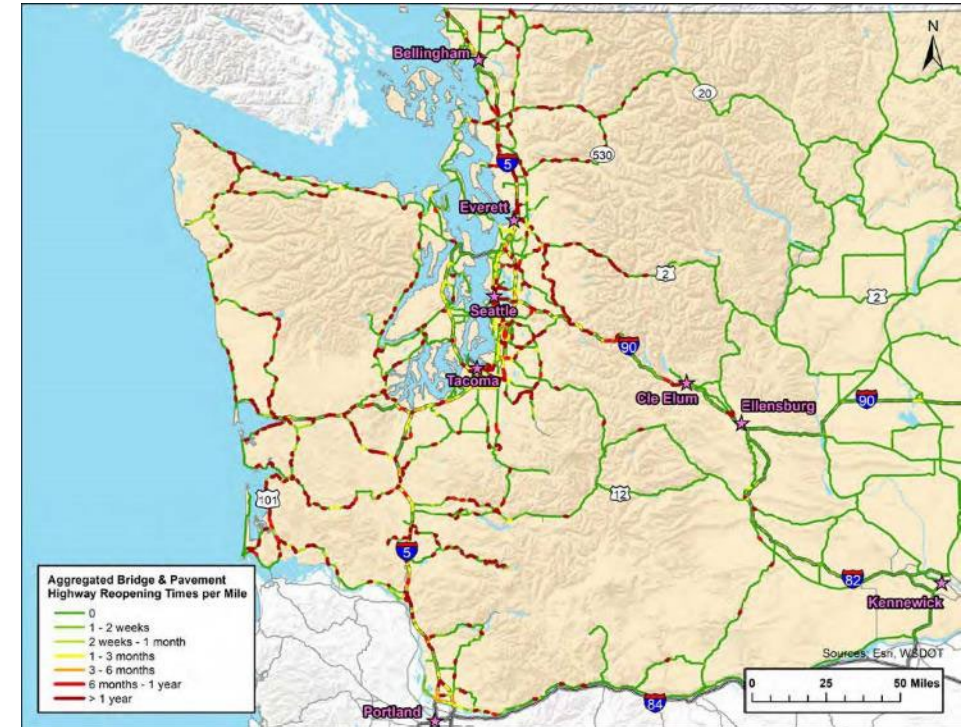 N
Bellingham
20
530
5
Everett
2
2
Seattle
90
Tacoma
Cle Elum
Ellensburg
90
101
12
5
82
Kennewick
Aggregated Bridge & Pavement
Highway Reopening Times per Mile
0
1 - 2 weeks
2 weeks - 1 month
1 - 3 months
3 - 6 months
6 months - 1 year
> 1 year
Sources: Esri, WSDOT
0 25 50 Miles
84
Portland